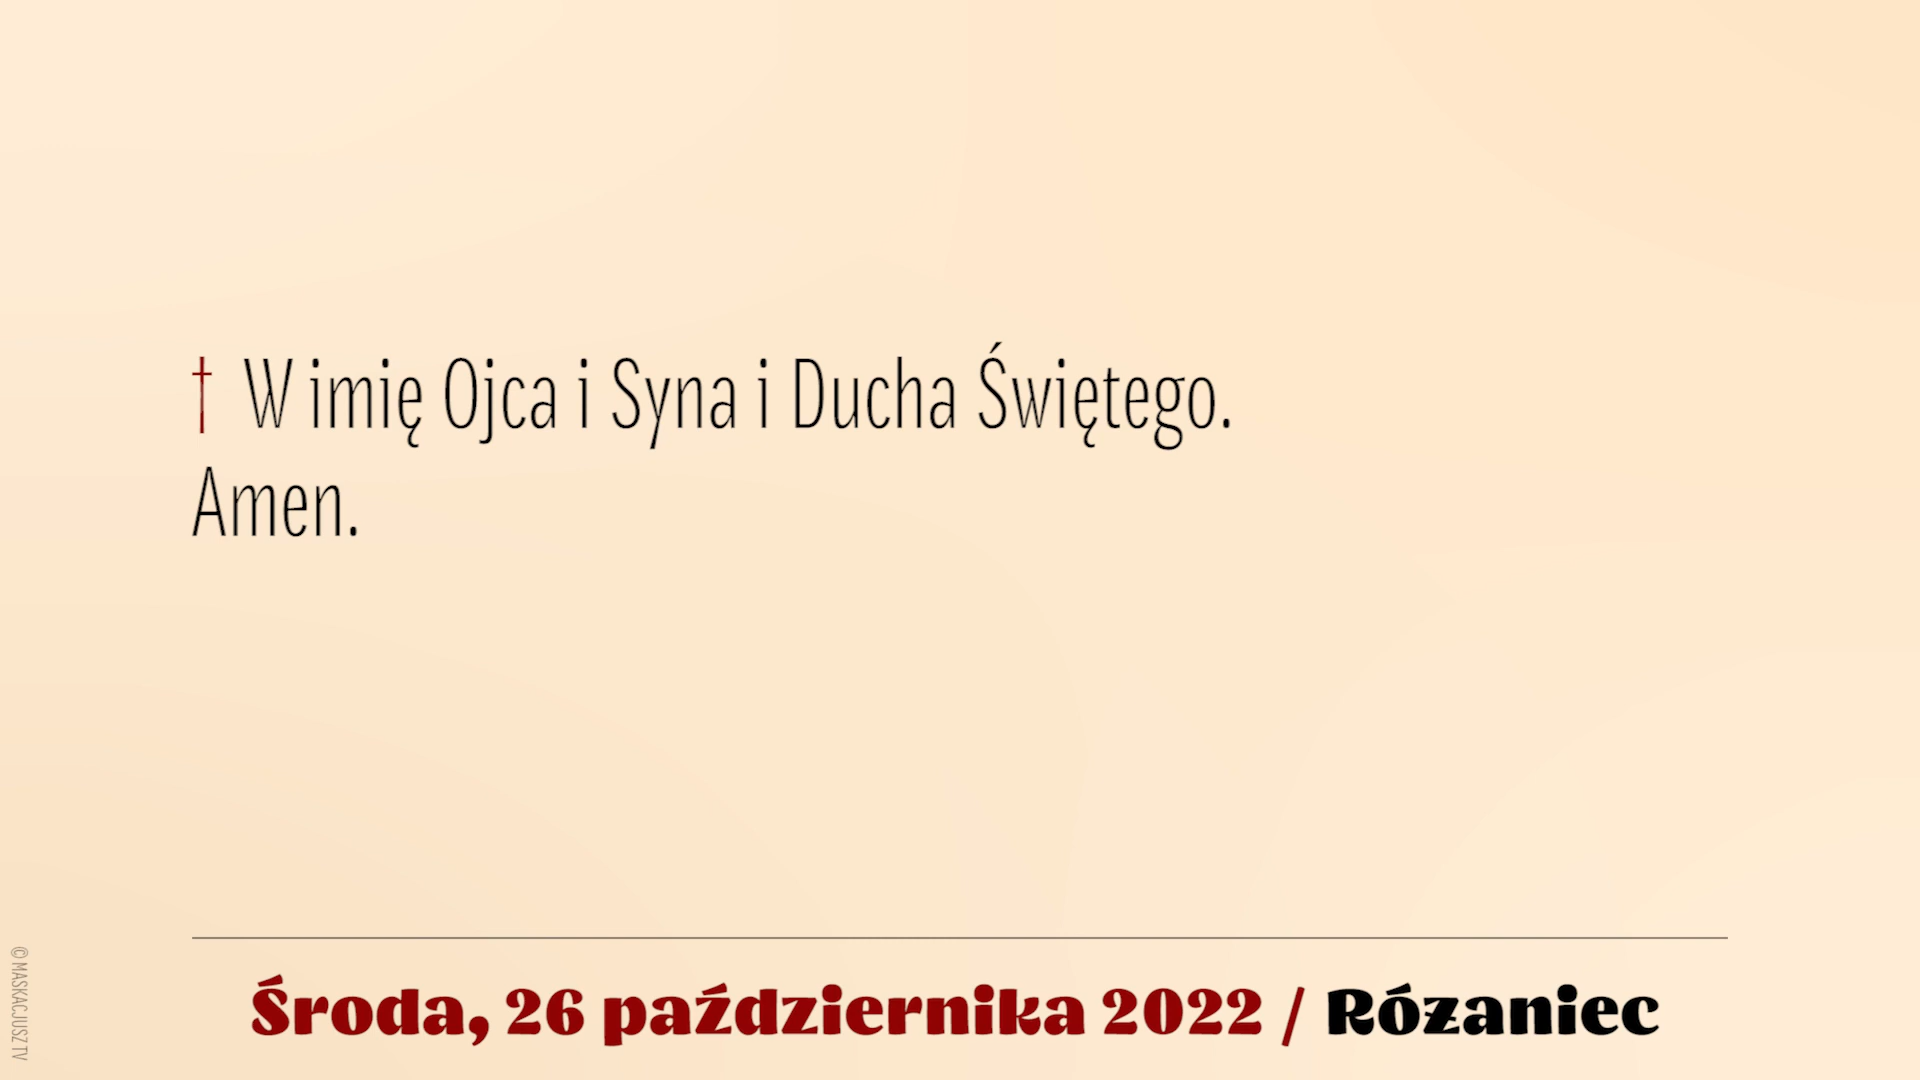 † W imię Ojca i Syna i Ducha Świętego.
Amen.
Środa, 26 października 2022 / Różaniec
© MASKACJUSZ TV